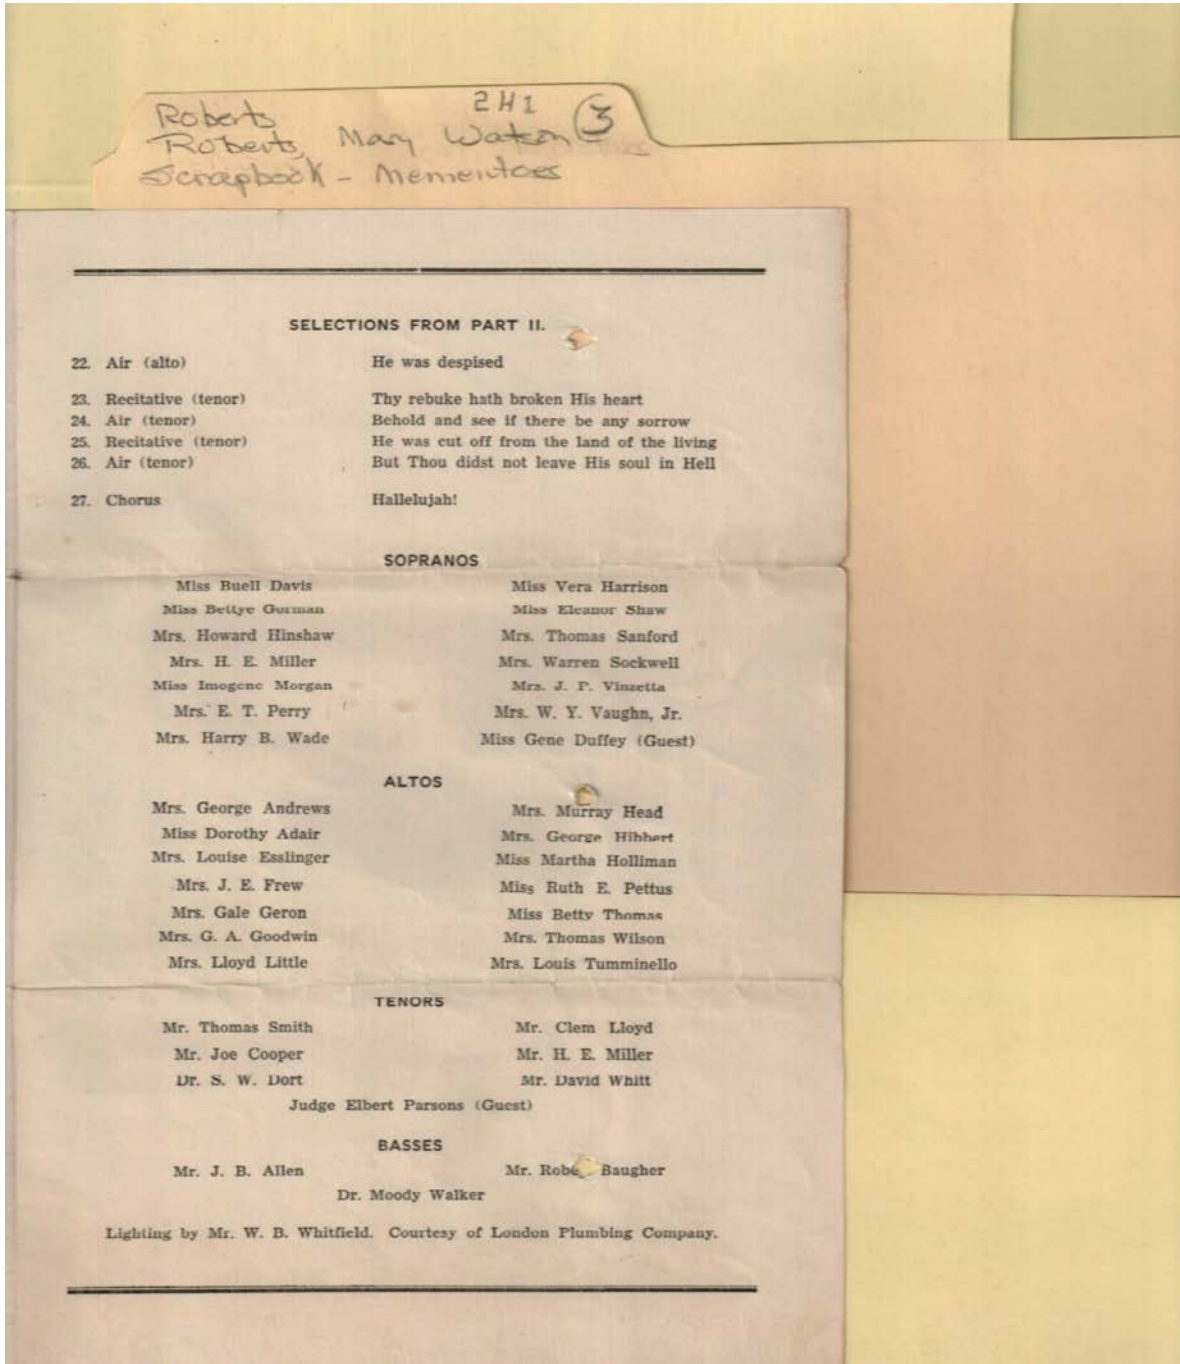 2H1
Roberts 3
Roberts, Mary Watson
Scrapbook - Mementoes
SELECTIONS FROM PART II.
22. Air (alto) He was despised
23. Recitative (tenor) Thy rebuke hath broken His heart
24. Air (tenor) Behold and see if there be any sorrow
25. Recitative (tenor) He was cut off from the land of the living
26. Air (tenor) But Thou didst not leave His soul in Hell
27. Chorus Hallelujah!
SOPRANOS
Miss Buell Davis Miss Vera Harrison
Miss Bettye Gorman Miss Eleanor Shaw
Mrs. Howard Hinshaw Mrs. Thomas Sanford
Mrs. H. E. Miller Mrs. Warren Sockwell
Miss Imogene Morgan Mrs. J. P. Vinzetta
Mrs. E. T. Perry Mrs. W. Y. Vaughn, Jr.
Mrs. Harry B. Wade Miss Gene Duffey (Guest)
ALTOS
Mrs. George Andrews Mrs. Murray Head
Miss Dorothy Adair Mrs. George Hibbert
Mrs. Louise Esslinger Miss Martha Holliman
Mrs. J. E. Frew Miss Ruth E. Pettus
Mrs. Gale Geron Miss Betty Thomas
Mrs. G. A. Goodwin Mrs. Thomas Wilson
Mrs. Lloyd Little Mrs. Louis Tumminello
TENORS
Mr. Thomas Smith Mr. Clem Lloyd
Mr. Joe Cooper Mr. H. E. Miller
Dr. S. W. Dort Mr. David Whitt
Judge Elbert Parsons (Guest)
BASSES
Mr. J. B. Allen Mr. Robe Baugher
Dr. Moody Walker
Lighting by Mr. W. B. Whitfield. Courtesy of London Plumbing Company.